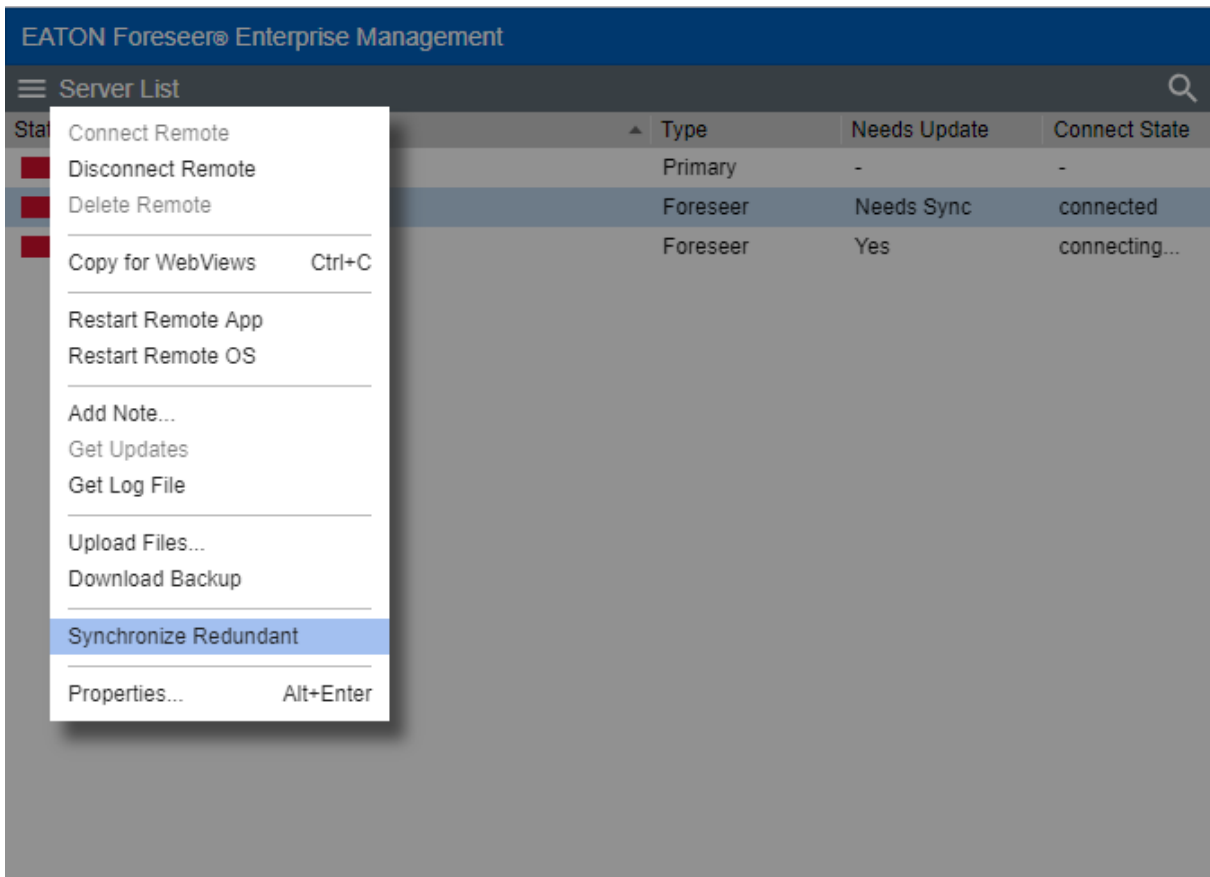 EATON Foreseer® Enterprise Management
Server List
Type Needs Update Connect State
Primary - -
Foreseer Needs Sync connected
Foreseer Yes connecting...
Connect Remote
Disconnect Remote
Delete Remote
Copy for WebViews Ctrl+C
Restart Remote App
Restart Remote OS
Add Note...
Get Updates
Get Log File
Upload Files...
Download Backup
Synchronize Redundant
Properties... Alt+Enter